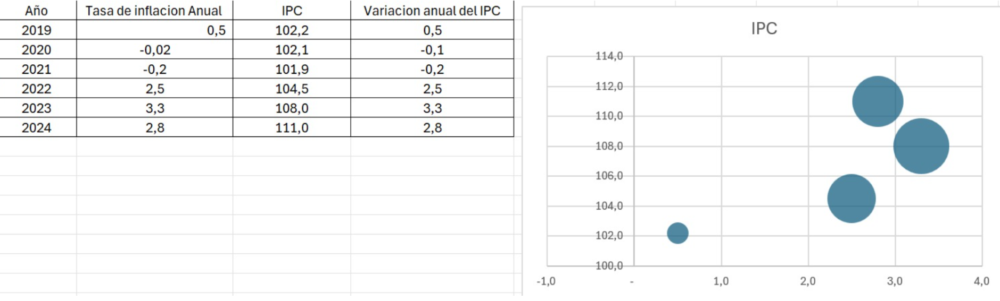 Año Tasa de inflacion Anual IPC Variacion anual del IPC
2019 0,5 102,2 0,5
2020 -0,02 102,1 -0,1
2021 -0,2 101,9 -0,2
2022 2,5 104,5 2,5
2023 3,3 108,0 3,3
2024 2,8 111,0 2,8
IPC
114,0
112,0
110,0
108,0
106,0
104,0
102,0
100,0
-1,0 - 1,0 2,0 3,0 4,0